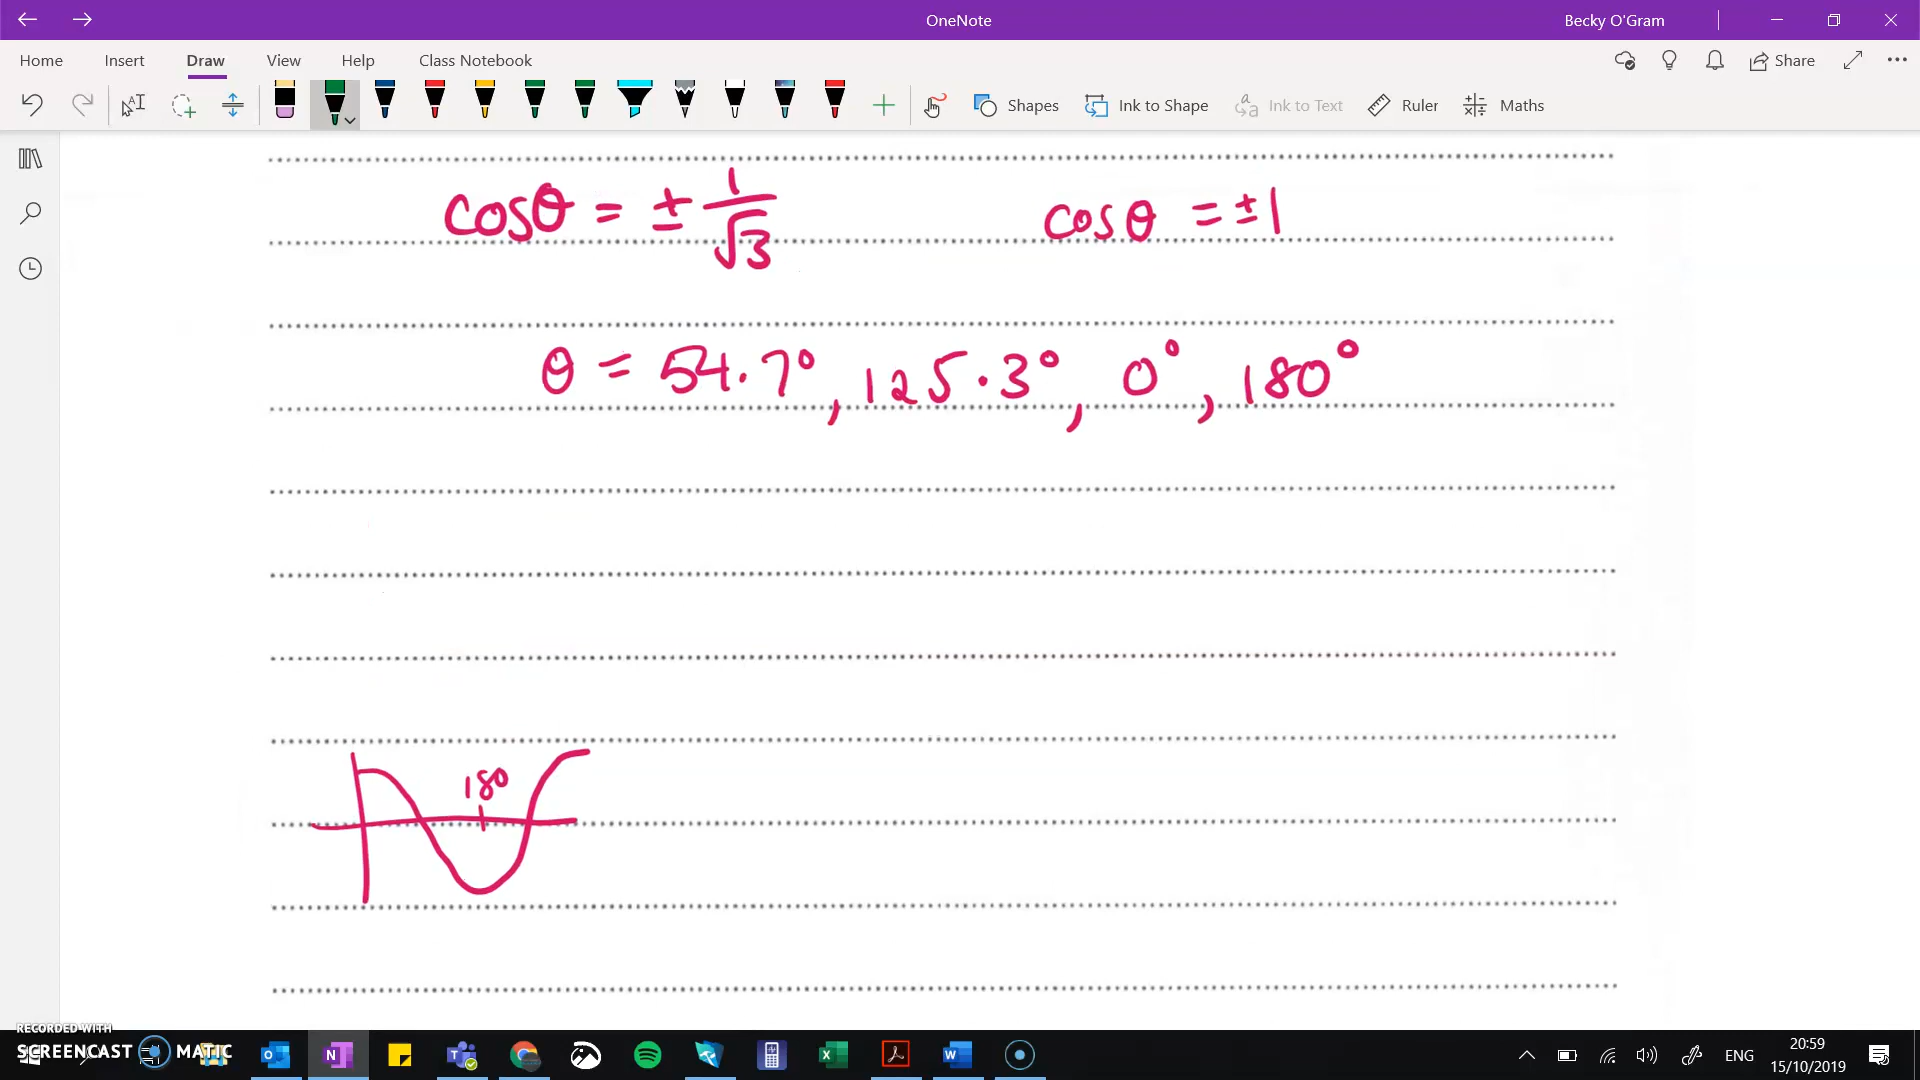 OneNote
Becky O'Gram
Home Insert Draw View Help Class Notebook
Share
Shapes Ink to Shape Ink to Text Ruler Maths
cosθ = ± 1/√3
cosθ = ±1
θ = 54.7°, 125.3°, 0°, 180°
180
RECORDED WITH
SCREENCAST MATIC
ENG
20:59
15/10/2019